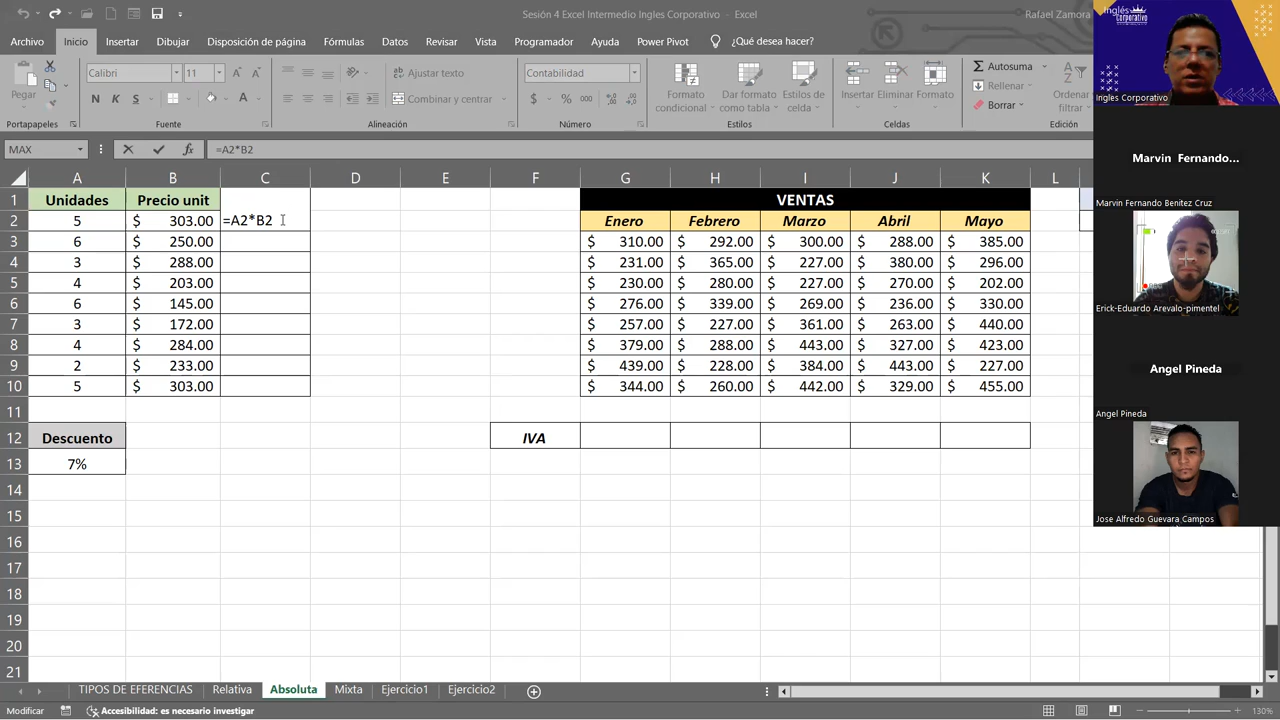 Sesión 4 Excel Intermedio Ingles Corporativo - Excel
Rafael Zamora
Archivo Inicio Insertar Dibujar Disposición de página Fórmulas Datos Revisar Vista Programador Ayuda Power Pivot ¿Qué desea hacer?
Pegar
Calibri 11
N K S
Ajustar texto
Combinar y centrar
Contabilidad
$ % 000
Formato condicional
Dar formato como tabla
Estilos de celda
Insertar Eliminar Formato
Autosuma
Rellenar
Borrar
Ordenar
filtrar
Portapapeles Fuente Alineación Número Estilos Celdas Edición
MAX fx =A2*B2
A B C D E F G H I J K L
1 Unidades Precio unit VENTAS
2 5 $ 303.00 =A2*B2 Enero Febrero Marzo Abril Mayo
3 6 $ 250.00 $ 310.00 $ 292.00 $ 300.00 $ 288.00 $ 385.00
4 3 $ 288.00 $ 231.00 $ 365.00 $ 227.00 $ 380.00 $ 296.00
5 4 $ 203.00 $ 230.00 $ 280.00 $ 227.00 $ 270.00 $ 202.00
6 6 $ 145.00 $ 276.00 $ 339.00 $ 269.00 $ 236.00 $ 330.00
7 3 $ 172.00 $ 257.00 $ 227.00 $ 361.00 $ 263.00 $ 440.00
8 4 $ 284.00 $ 379.00 $ 288.00 $ 443.00 $ 327.00 $ 423.00
9 2 $ 233.00 $ 439.00 $ 228.00 $ 384.00 $ 443.00 $ 227.00
10 5 $ 303.00 $ 344.00 $ 260.00 $ 442.00 $ 329.00 $ 455.00
11
12 Descuento IVA
13 7%
14
15
16
17
18
19
20
21
TIPOS DE EFERENCIAS Relativa Absoluta Mixta Ejercicio1 Ejercicio2
Modificar Accesibilidad: es necesario investigar
130%
Inglés
Corporativo
Ingles Corporativo
Marvin Fernando...
Marvin Fernando Benitez Cruz
Erick-Eduardo Arevalo-pimentel
Angel Pineda
Angel Pineda
Jose Alfredo Guevara Campos